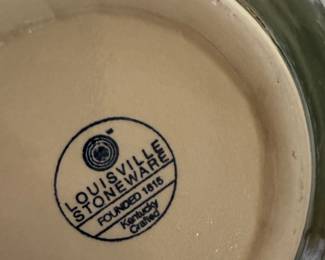 LOUISVILLE
STONEWARE
FOUNDED 1815
Kentucky
Crafted